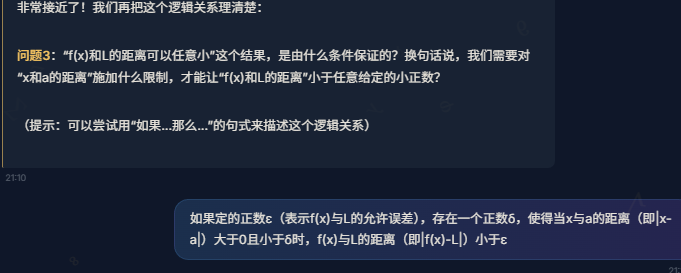 非常接近了！我们再把这个逻辑关系理清楚：
问题3：“f(x)和L的距离可以任意小”这个结果，是由什么条件保证的？换句话说，我们需要对
“x和a的距离”施加什么限制，才能让“f(x)和L的距离”小于任意给定的小正数？
（提示：可以尝试用“如果...那么...”的句式来描述这个逻辑关系）
21:10
如果定的正数ε（表示f(x)与L的允许误差），存在一个正数δ，使得当x与a的距离（即|x-
a|）大于0且小于δ时，f(x)与L的距离（即|f(x)-L|）小于ε